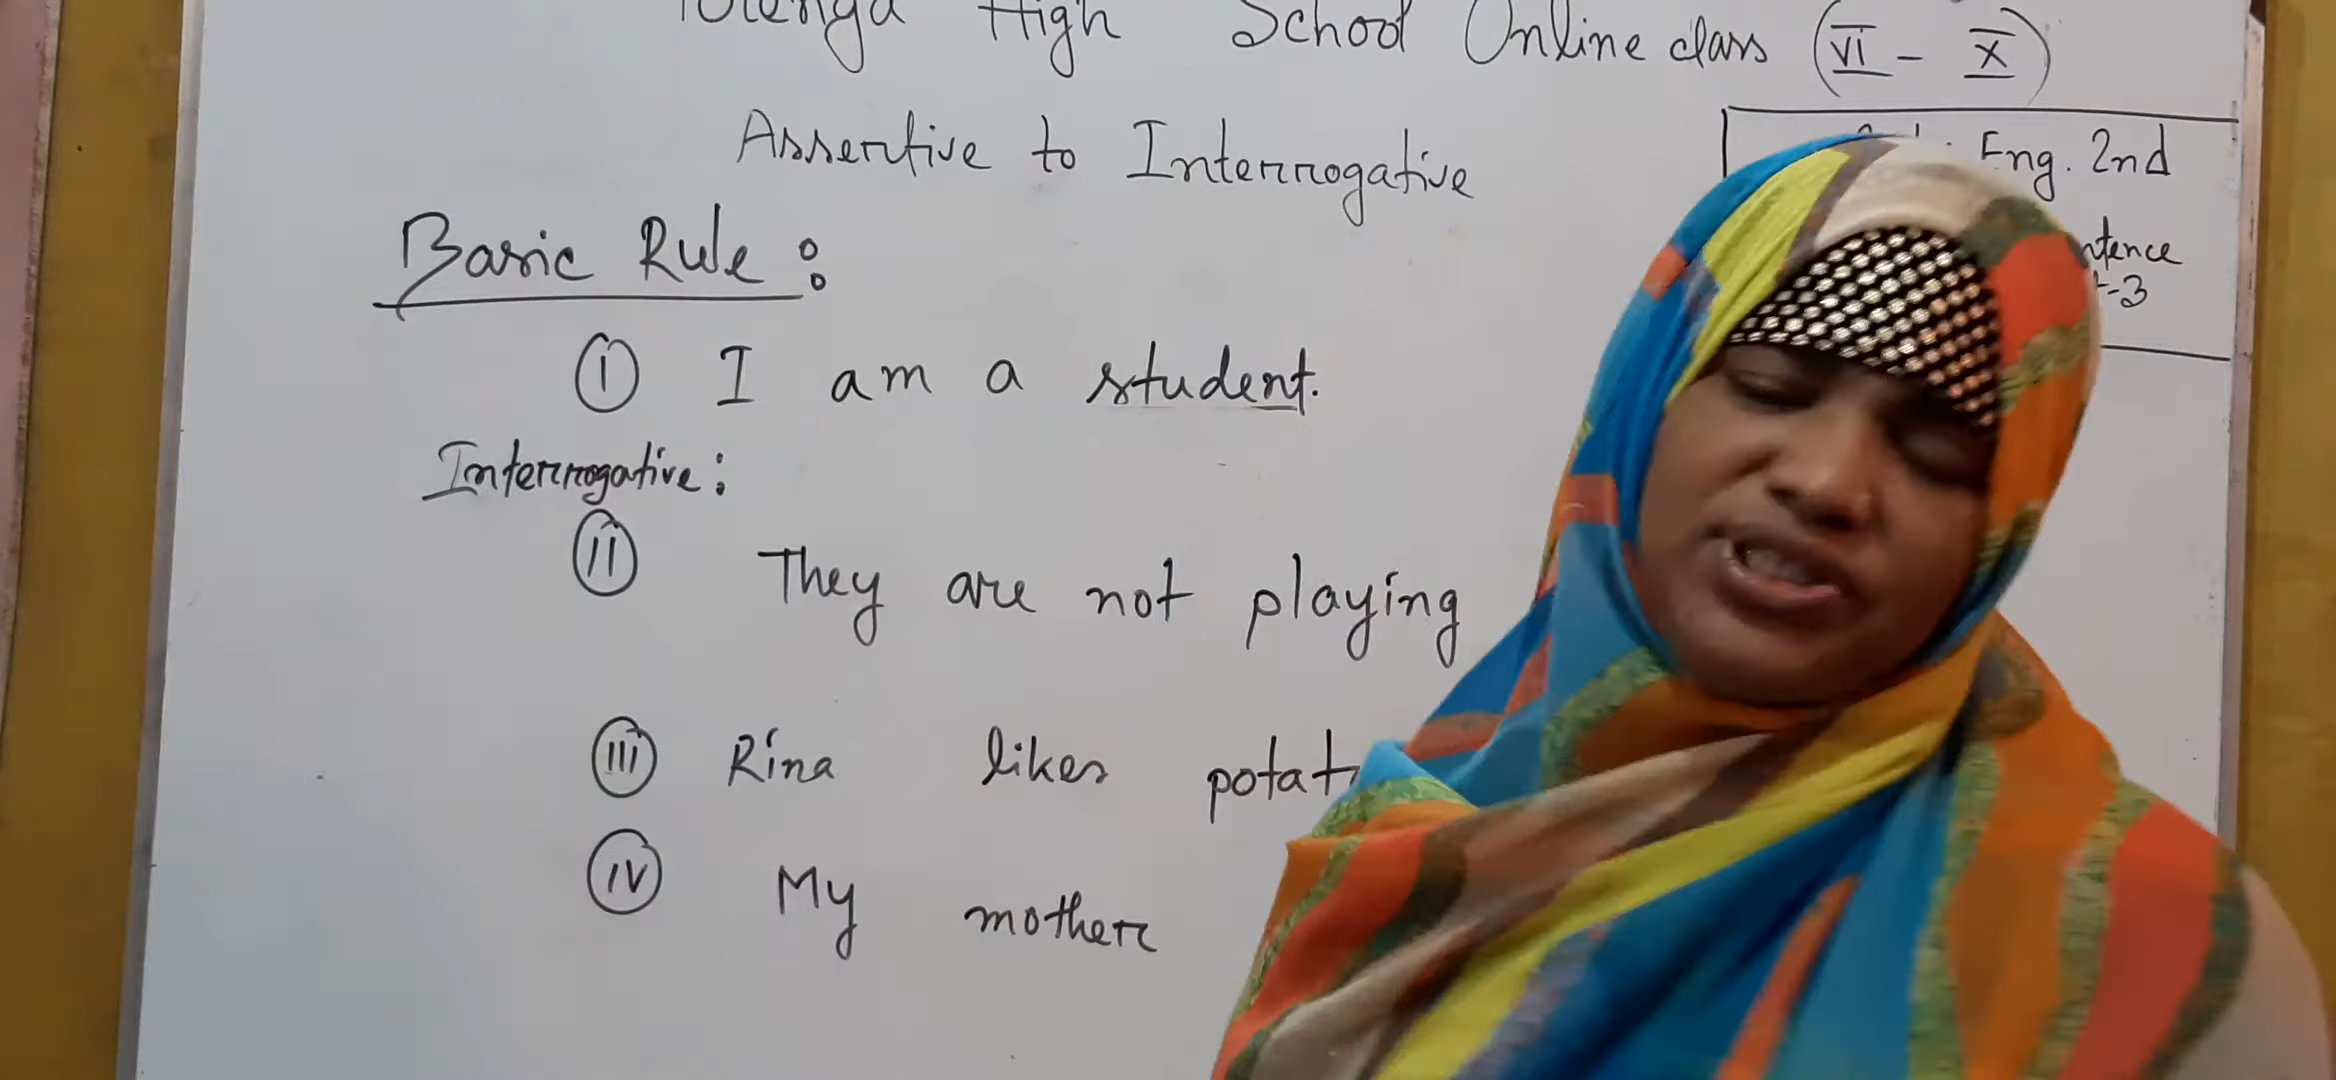 High School Online class (VI - X)
Assertive to Interrogative
Eng. 2nd
Basic Rule :
① I am a student.
Interrogative :
II They are not playing
III Rina likes
IV My mother